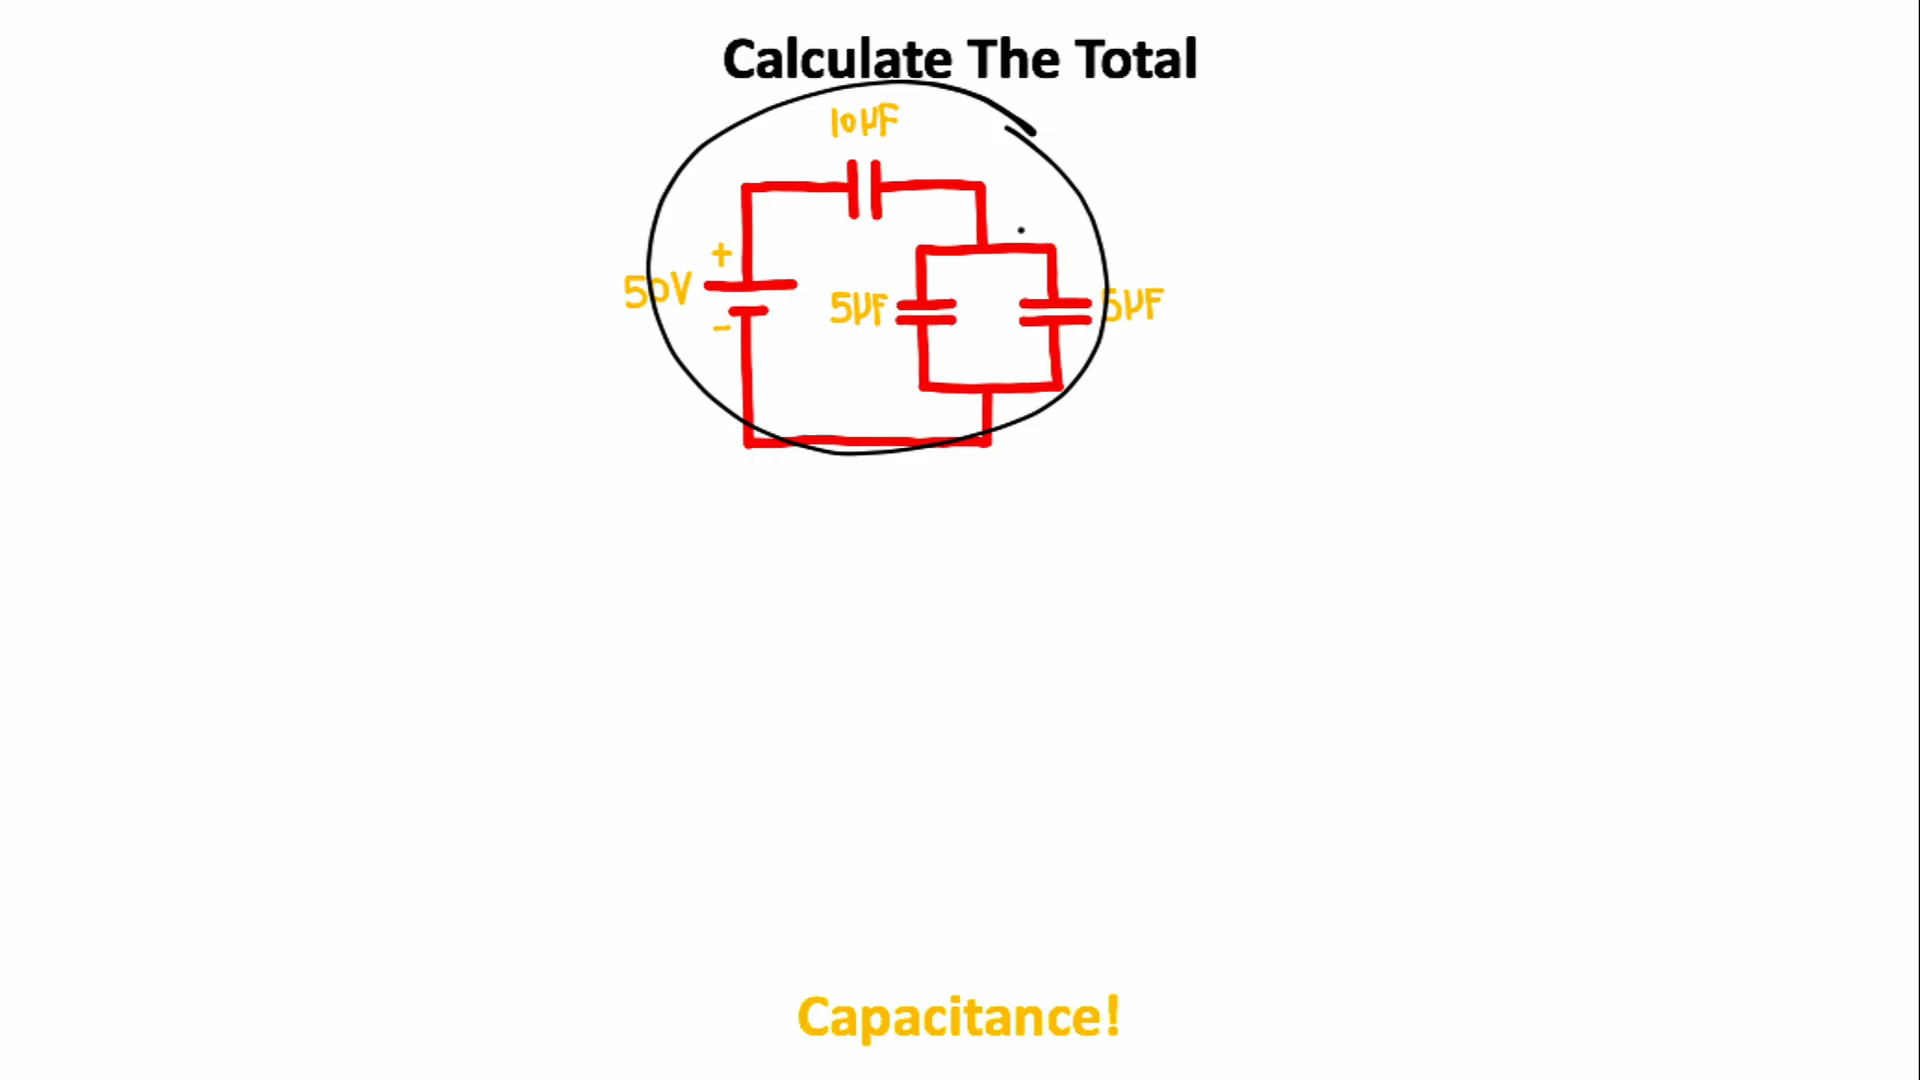 Calculate The Total
10µF
+
50V
-
5µF
5µF
Capacitance!